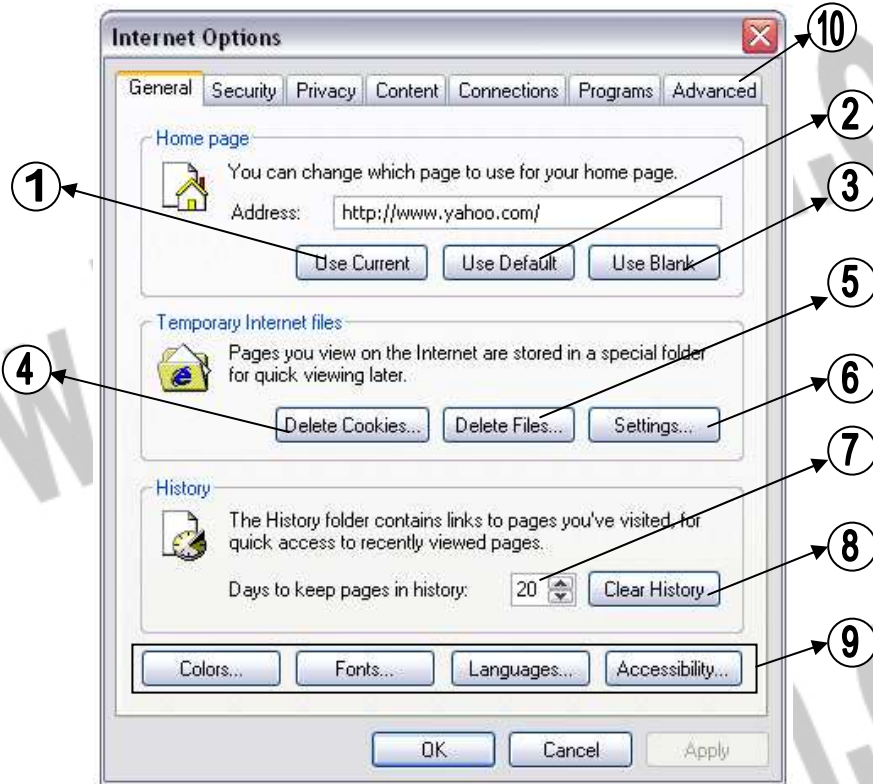 Internet Options
10
General Security Privacy Content Connections Programs Advanced
Home page
2
You can change which page to use for your home page.
1
3
Address: http://www.yahoo.com/
Use Current Use Default Use Blank
5
Temporary Internet files
Pages you view on the Internet are stored in a special folder
for quick viewing later.
4
6
Delete Cookies... Delete Files... Settings...
7
History
The History folder contains links to pages you've visited, for
quick access to recently viewed pages.
8
Days to keep pages in history: 20 Clear History
9
Colors... Fonts... Languages... Accessibility...
OK Cancel Apply